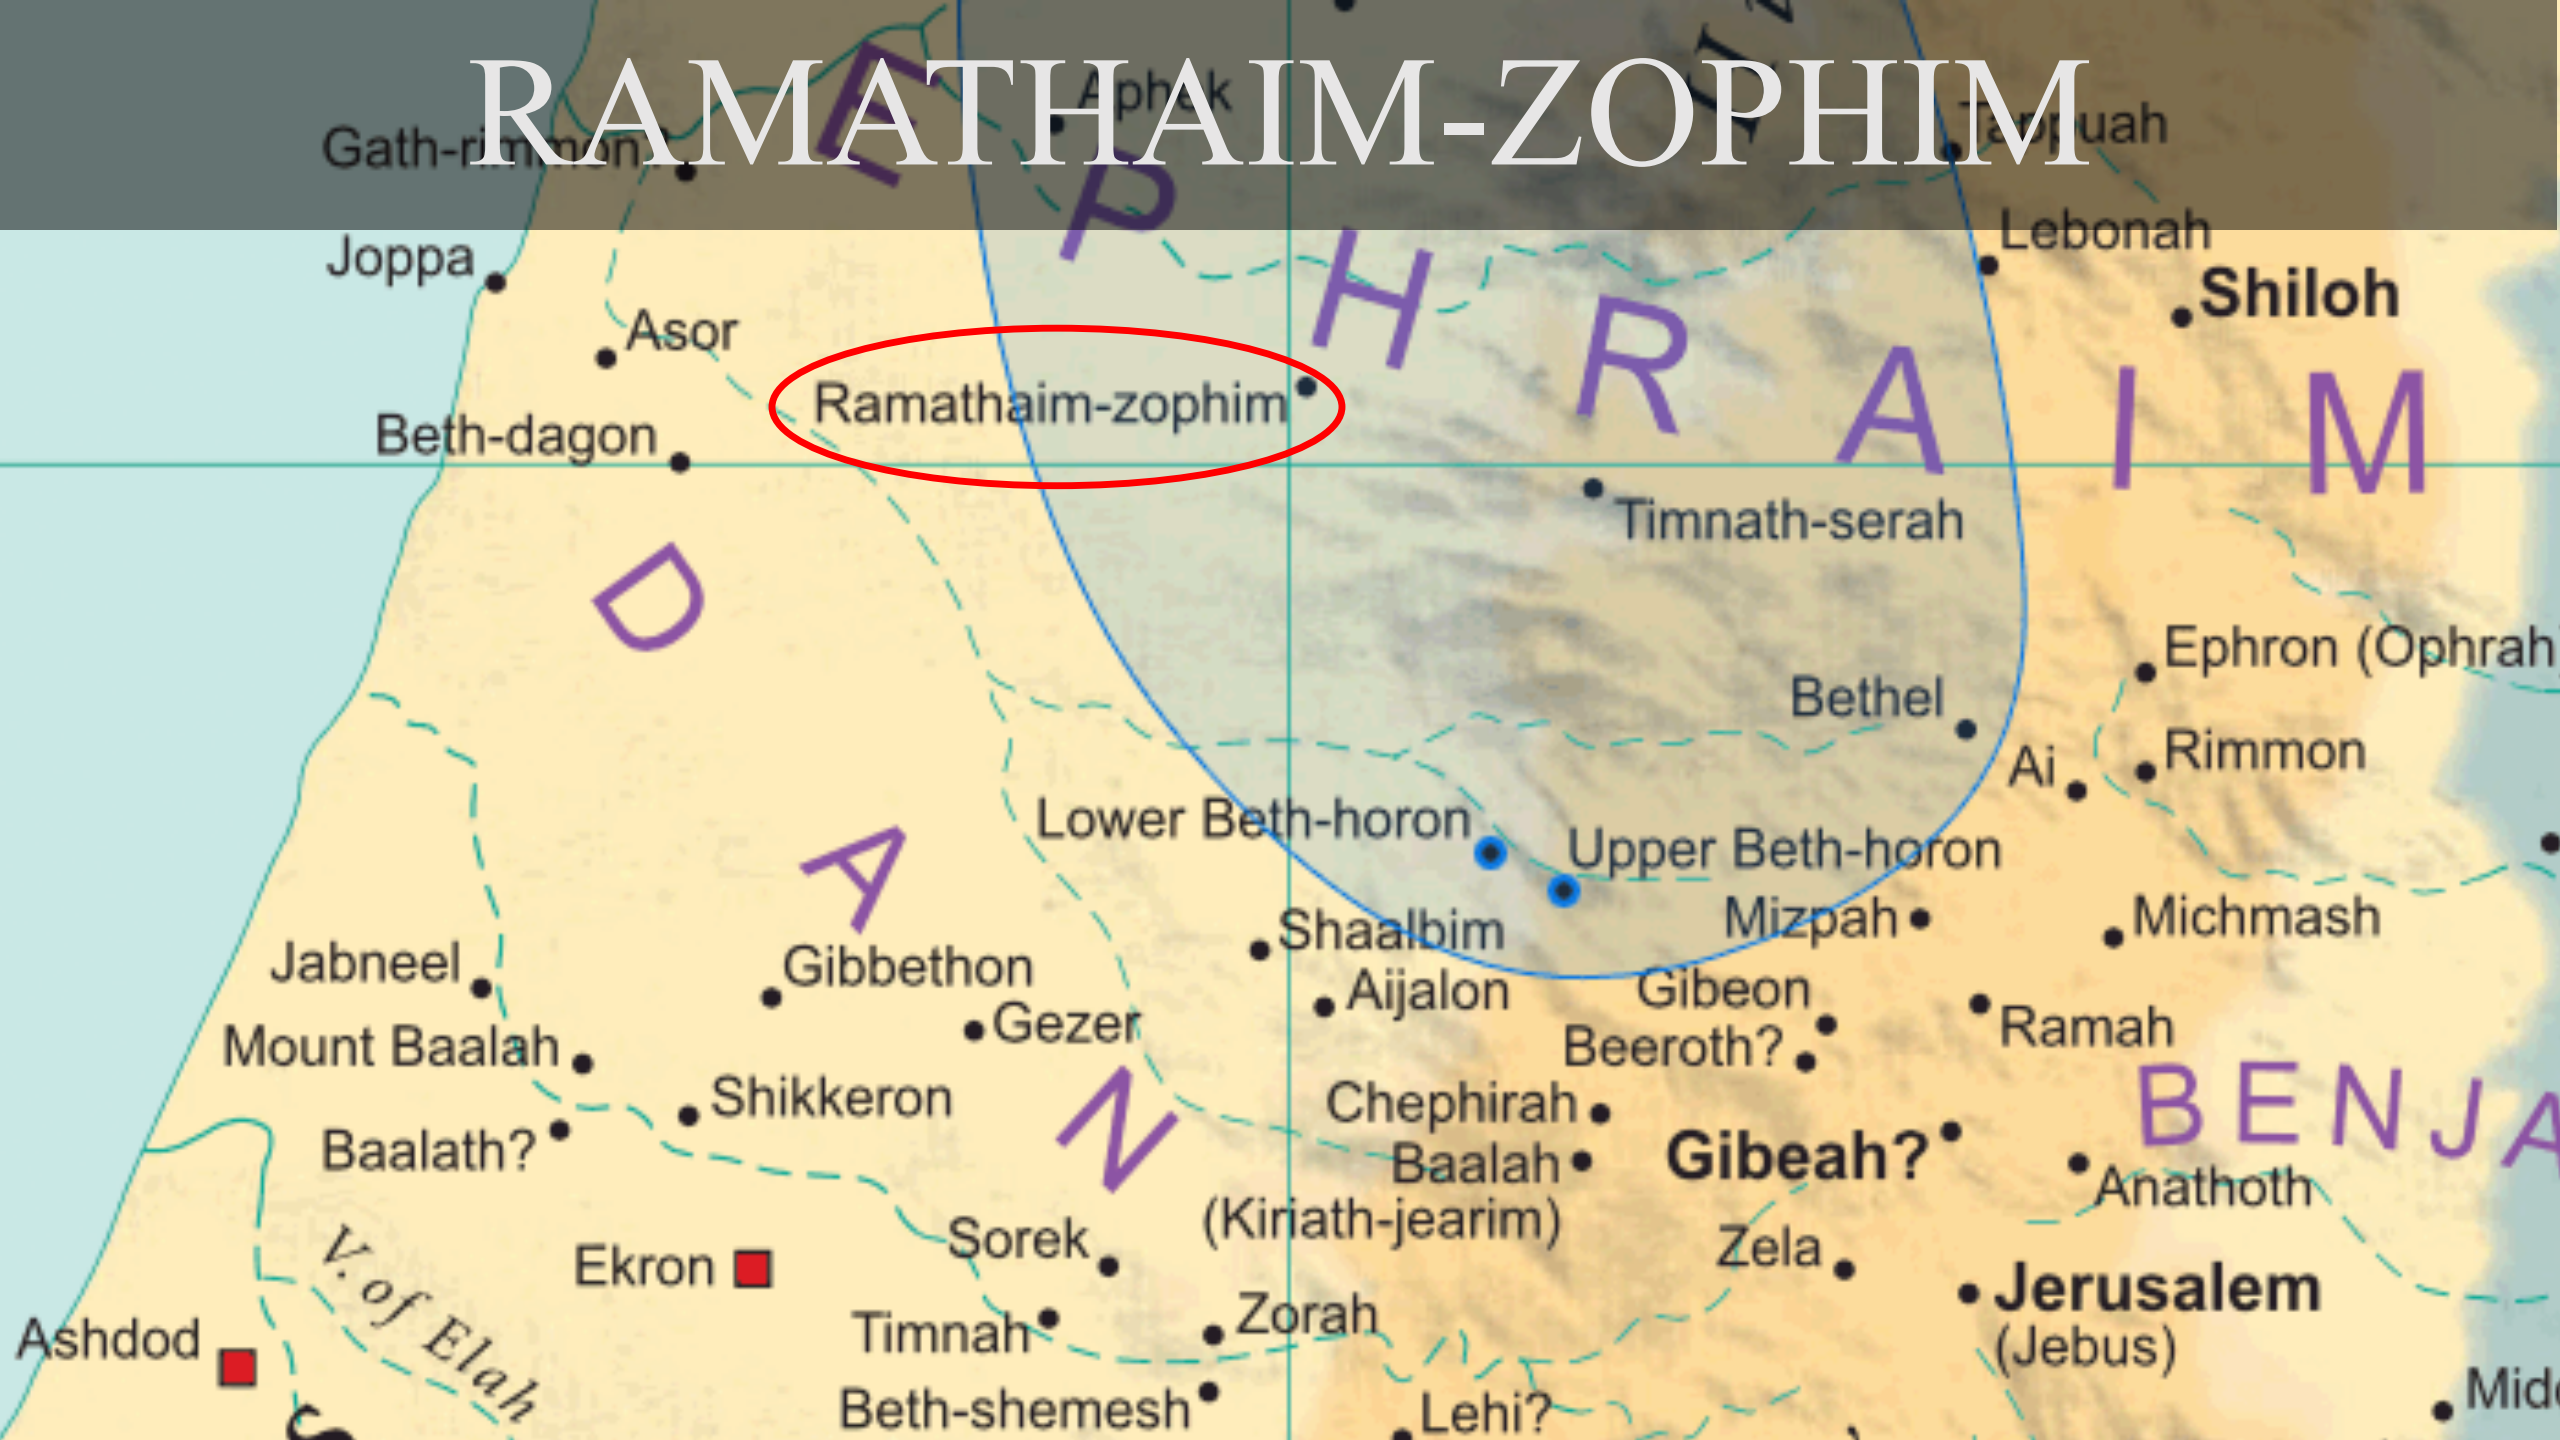 RAMATHAIM-ZOPHIM
Aphek
Gath-rimmon?
Tappuah
EPHRAIM
Lebonah
Joppa
Shiloh
Asor
Ramathaim-zophim
Beth-dagon
Timnath-serah
DAN
Ephron (Ophrah)
Bethel
Ai
Rimmon
Lower Beth-horon
Upper Beth-horon
Mizpah
Michmash
Shaalbim
Jabneel
Gibbethon
Aijalon
Gibeon
Gezer
Ramah
Mount Baalah
Beeroth?
Shikkeron
Chephirah
BENJA
Baalath?
Gibeah?
Baalah
(Kiriath-jearim)
Anathoth
Sorek
Zela
Ekron
V. of Elah
Jerusalem
(Jebus)
Zorah
Timnah
Ashdod
Beth-shemesh
Lehi?